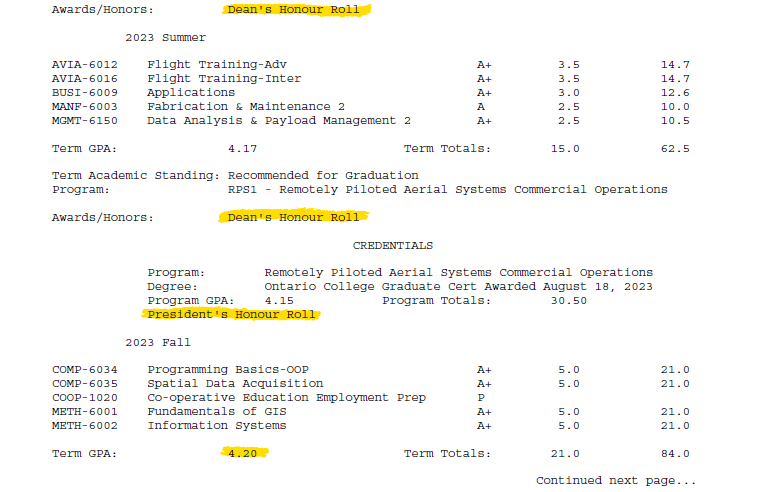 Awards/Honors: Dean's Honour Roll
2023 Summer
AVIA-6012 Flight Training-Adv A+ 3.5 14.7
AVIA-6016 Flight Training-Inter A+ 3.5 14.7
BUSI-6009 Applications A+ 3.0 12.6
MANF-6003 Fabrication & Maintenance 2 A 2.5 10.0
MGMT-6150 Data Analysis & Payload Management 2 A+ 2.5 10.5
Term GPA: 4.17 Term Totals: 15.0 62.5
Term Academic Standing: Recommended for Graduation
Program: RPS1 - Remotely Piloted Aerial Systems Commercial Operations
Awards/Honors: Dean's Honour Roll
CREDENTIALS
Program: Remotely Piloted Aerial Systems Commercial Operations
Degree: Ontario College Graduate Cert Awarded August 18, 2023
Program GPA: 4.15 Program Totals: 30.50
President's Honour Roll
2023 Fall
COMP-6034 Programming Basics-OOP A+ 5.0 21.0
COMP-6035 Spatial Data Acquisition A+ 5.0 21.0
COOP-1020 Co-operative Education Employment Prep P
METH-6001 Fundamentals of GIS A+ 5.0 21.0
METH-6002 Information Systems A+ 5.0 21.0
Term GPA: 4.20 Term Totals: 21.0 84.0
Continued next page...